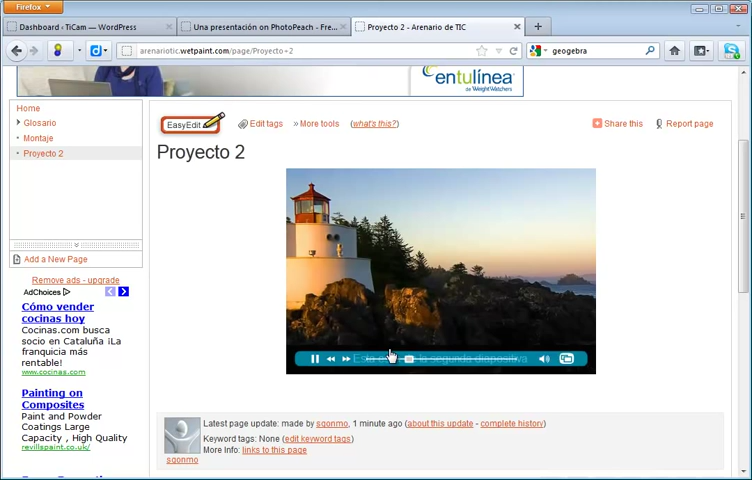 Firefox
Dashboard - TiCam — WordPress
Una presentación on PhotoPeach - Fre...
Proyecto 2 - Arenario de TIC
arenariotic.wetpaint.com/page/Proyecto+2
geogebra
entulínea
de WeightWatchers
Home
Glosario
Montaje
Proyecto 2
Add a New Page
EasyEdit
Edit tags
» More tools
(what's this?)
Share this
Report page
Proyecto 2
la segunda diapositiva
Remove ads - upgrade
AdChoices
Cómo vender
cocinas hoy
Cocinas.com busca
socio en Cataluña ¡La
franquicia más
rentable!
www.cocinas.com
Painting on
Composites
Paint and Powder
Coatings Large
Capacity , High Quality
revillspaint.co.uk/
Latest page update: made by sgonmo, 1 minute ago (about this update - complete history)
Keyword tags: None (edit keyword tags)
More Info: links to this page
sgonmo